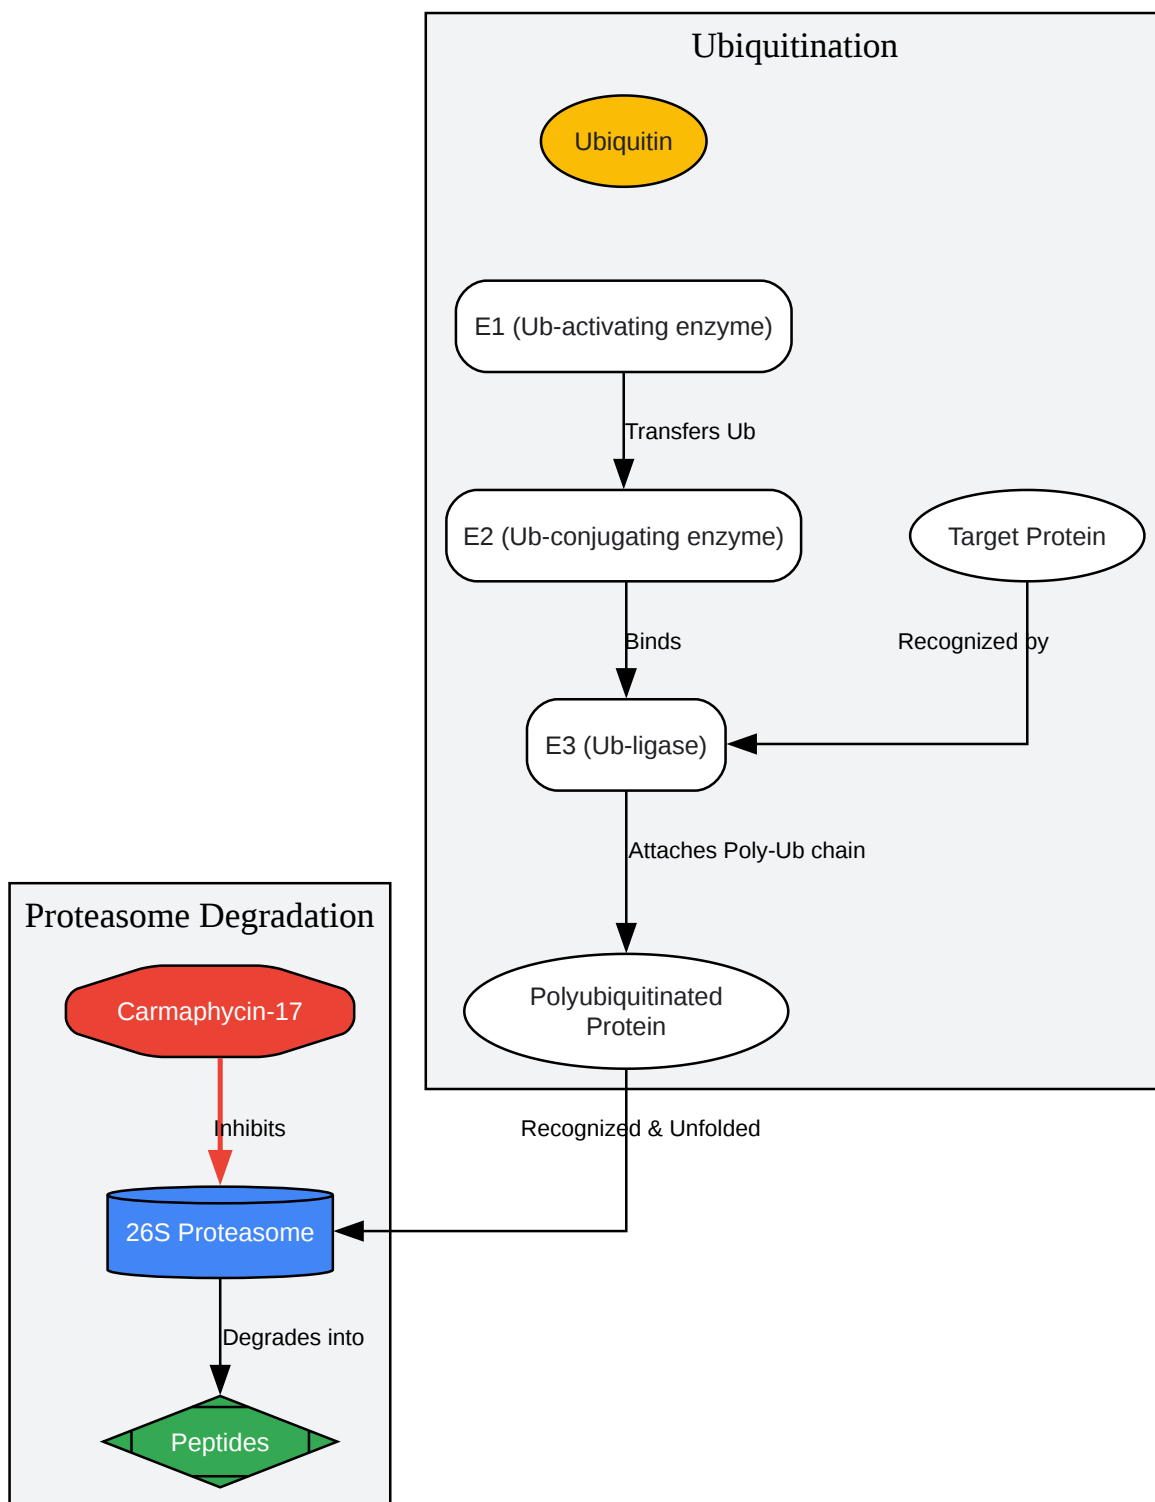 Ubiquitination
Ubiquitin
E1 (Ub-activating enzyme)
Transfers Ub
E2 (Ub-conjugating enzyme)
Target Protein
Binds
Recognized by
E3 (Ub-ligase)
Attaches Poly-Ub chain
Polyubiquitinated
Protein
Recognized & Unfolded
Proteasome Degradation
Carmaphycin-17
Inhibits
26S Proteasome
Degrades into
Peptides